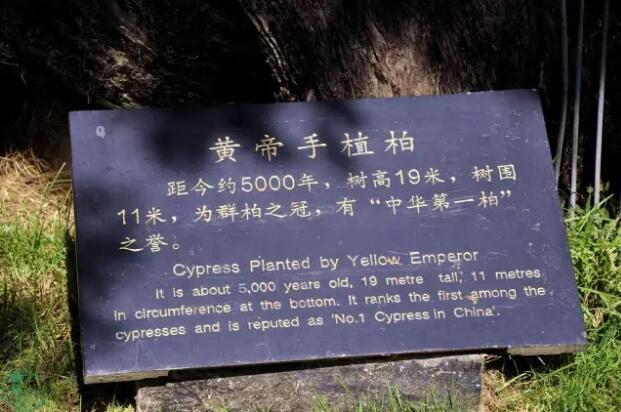 黄帝手植柏
距今约5000年，树高19米，树围
11米，为群柏之冠，有“中华第一柏”
之誉。
Cypress Planted by Yellow Emperor
it is about 5,000 years old, 19 metre tall, 11 metres
in circumference at the bottom. It ranks the first among the
cypresses and is reputed as 'No.1 Cypress in China'.